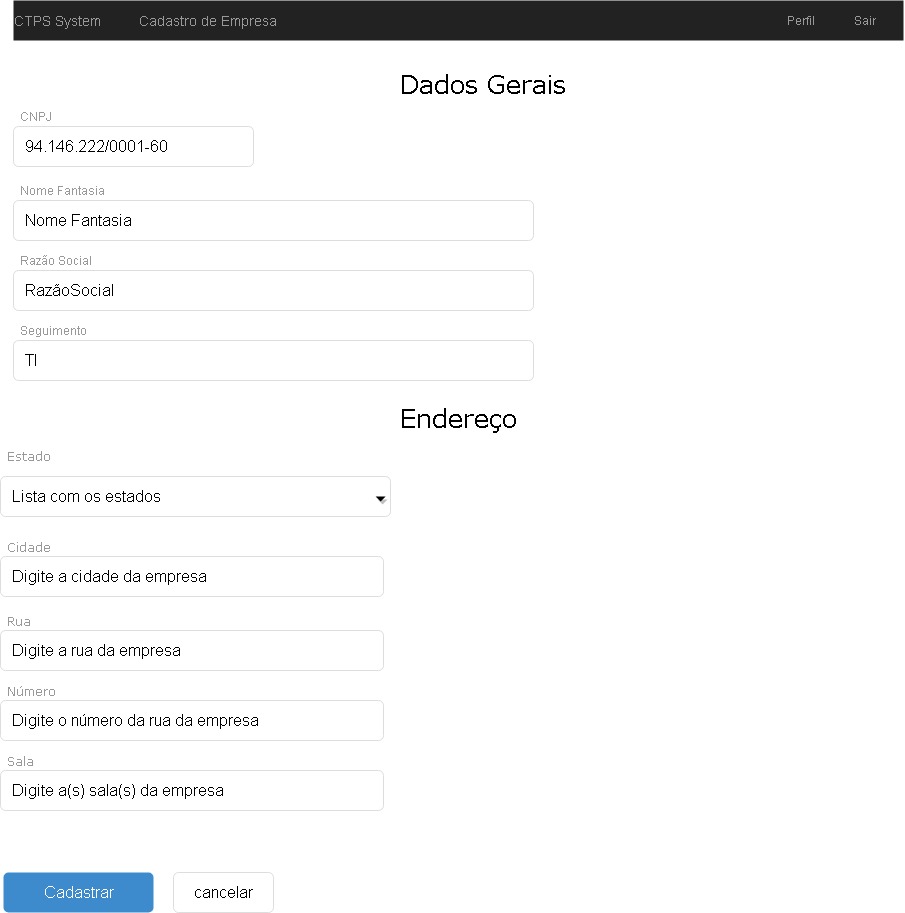 CTPS System Cadastro de Empresa Perfil Sair
Dados Gerais
CNPJ
94.146.222/0001-60
Nome Fantasia
Nome Fantasia
Razão Social
RazãoSocial
Seguimento
TI
Endereço
Estado
Lista com os estados
Cidade
Digite a cidade da empresa
Rua
Digite a rua da empresa
Número
Digite o número da rua da empresa
Sala
Digite a(s) sala(s) da empresa
Cadastrar cancelar